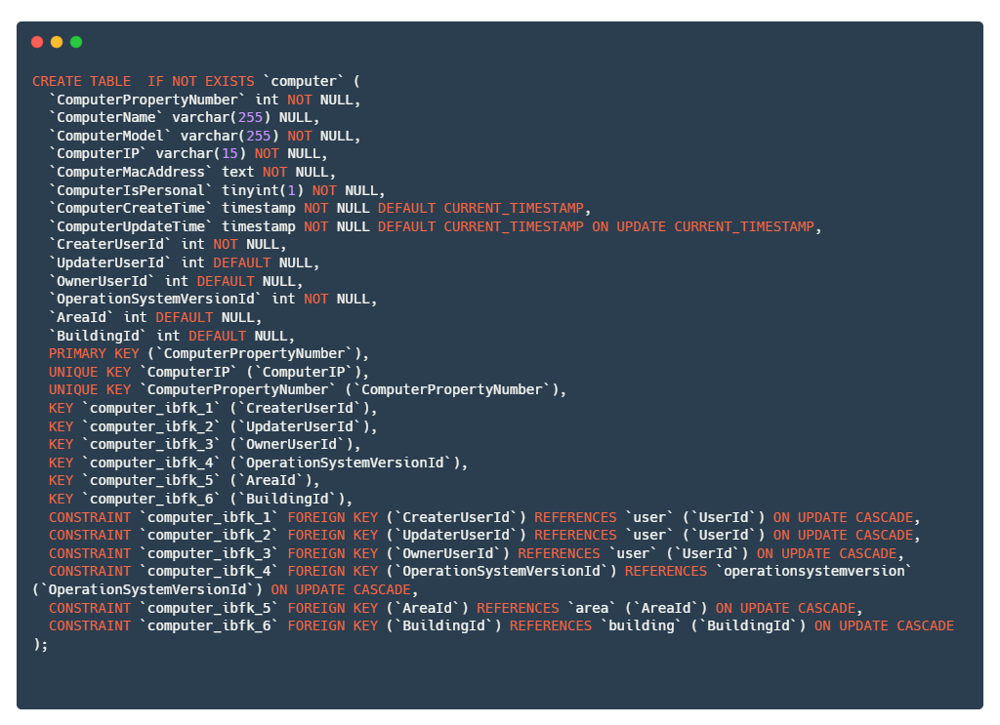 CREATE TABLE  IF NOT EXISTS `computer` (
  `ComputerPropertyNumber` int NOT NULL,
  `ComputerName` varchar(255) NULL,
  `ComputerModel` varchar(255) NOT NULL,
  `ComputerIP` varchar(15) NOT NULL,
  `ComputerMacAddress` text NOT NULL,
  `ComputerIsPersonal` tinyint(1) NOT NULL,
  `ComputerCreateTime` timestamp NOT NULL DEFAULT CURRENT_TIMESTAMP,
  `ComputerUpdateTime` timestamp NOT NULL DEFAULT CURRENT_TIMESTAMP ON UPDATE CURRENT_TIMESTAMP,
  `CreaterUserId` int NOT NULL,
  `UpdaterUserId` int DEFAULT NULL,
  `OwnerUserId` int DEFAULT NULL,
  `OperationSystemVersionId` int NOT NULL,
  `AreaId` int DEFAULT NULL,
  `BuildingId` int DEFAULT NULL,
  PRIMARY KEY (`ComputerPropertyNumber`),
  UNIQUE KEY `ComputerIP` (`ComputerIP`),
  UNIQUE KEY `ComputerPropertyNumber` (`ComputerPropertyNumber`),
  KEY `computer_ibfk_1` (`CreaterUserId`),
  KEY `computer_ibfk_2` (`UpdaterUserId`),
  KEY `computer_ibfk_3` (`OwnerUserId`),
  KEY `computer_ibfk_4` (`OperationSystemVersionId`),
  KEY `computer_ibfk_5` (`AreaId`),
  KEY `computer_ibfk_6` (`BuildingId`),
  CONSTRAINT `computer_ibfk_1` FOREIGN KEY (`CreaterUserId`) REFERENCES `user` (`UserId`) ON UPDATE CASCADE,
  CONSTRAINT `computer_ibfk_2` FOREIGN KEY (`UpdaterUserId`) REFERENCES `user` (`UserId`) ON UPDATE CASCADE,
  CONSTRAINT `computer_ibfk_3` FOREIGN KEY (`OwnerUserId`) REFERENCES `user` (`UserId`) ON UPDATE CASCADE,
  CONSTRAINT `computer_ibfk_4` FOREIGN KEY (`OperationSystemVersionId`) REFERENCES `operationsystemversion`
(`OperationSystemVersionId`) ON UPDATE CASCADE,
  CONSTRAINT `computer_ibfk_5` FOREIGN KEY (`AreaId`) REFERENCES `area` (`AreaId`) ON UPDATE CASCADE,
  CONSTRAINT `computer_ibfk_6` FOREIGN KEY (`BuildingId`) REFERENCES `building` (`BuildingId`) ON UPDATE CASCADE
);